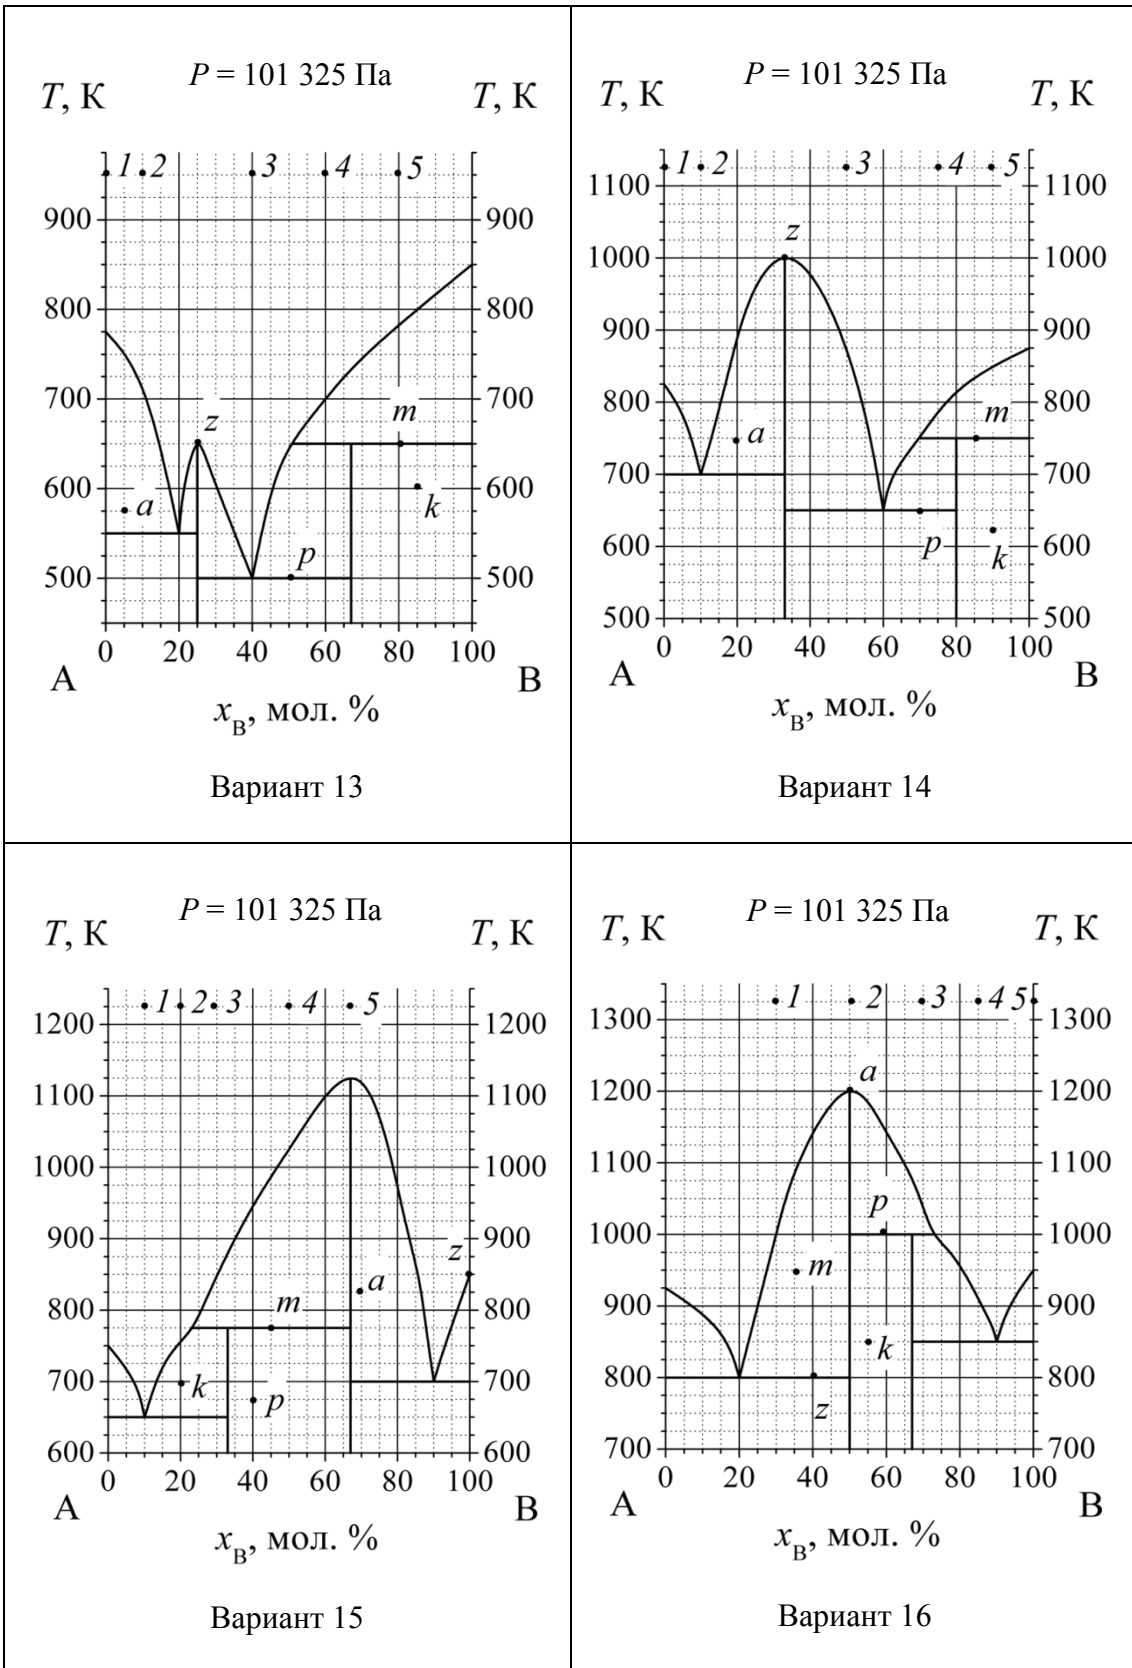 P = 101 325 Па
T, К T, К
1 2 3 4 5
900 900
800 800
z m
700 700
600 600
a k
p
500 500
0 20 40 60 80 100
A B
xB, мол. %
Вариант 13
P = 101 325 Па
T, К T, К
1 2 3 4 5
1100 1100
z
1000 1000
900 900
800 800
a m
700 700
p k
600 600
500 500
0 20 40 60 80 100
A B
xB, мол. %
Вариант 14
P = 101 325 Па
T, К T, К
1 2 3 4 5
1200 1200
1100 1100
1000 1000
900 900
z
m a
800 800
700 700
k p
600 600
0 20 40 60 80 100
A B
xB, мол. %
Вариант 15
P = 101 325 Па
T, К T, К
1 2 3 4 5
1300 1300
a
1200 1200
1100 1100
p
1000 1000
m
900 900
k
800 800
z
700 700
0 20 40 60 80 100
A B
xB, мол. %
Вариант 16